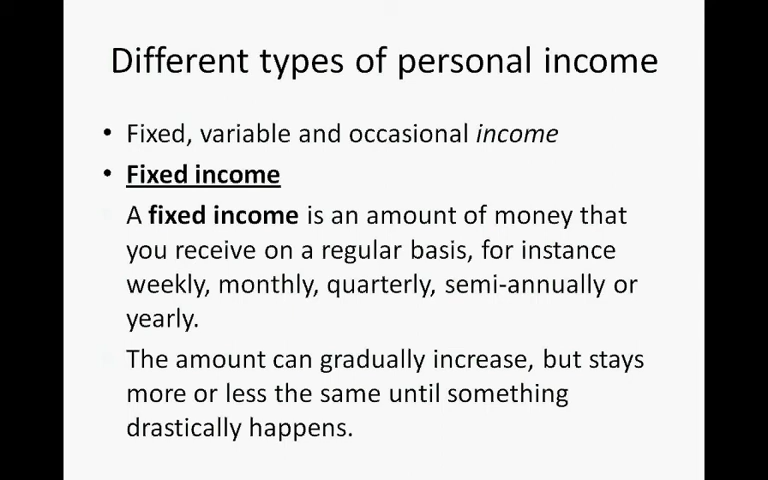 Different types of personal income
• Fixed, variable and occasional income
• Fixed income
A fixed income is an amount of money that
you receive on a regular basis, for instance
weekly, monthly, quarterly, semi-annually or
yearly.
The amount can gradually increase, but stays
more or less the same until something
drastically happens.